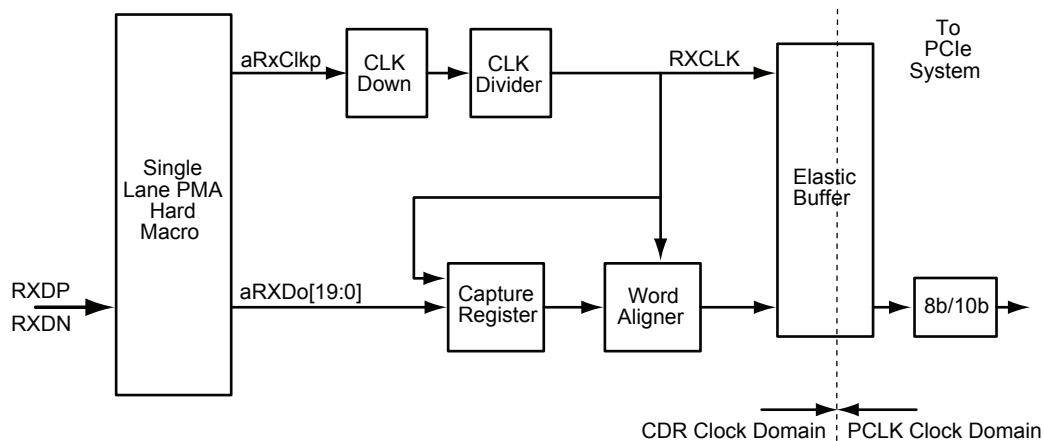 To
PCIe
System
aRxClkp
CLK
Down
CLK
Divider
RXCLK
Single
Lane PMA
Hard
Macro
Elastic
Buffer
RXDP
RXDN
aRXDo[19:0]
Capture
Register
Word
Aligner
8b/10b
CDR Clock Domain
PCLK Clock Domain